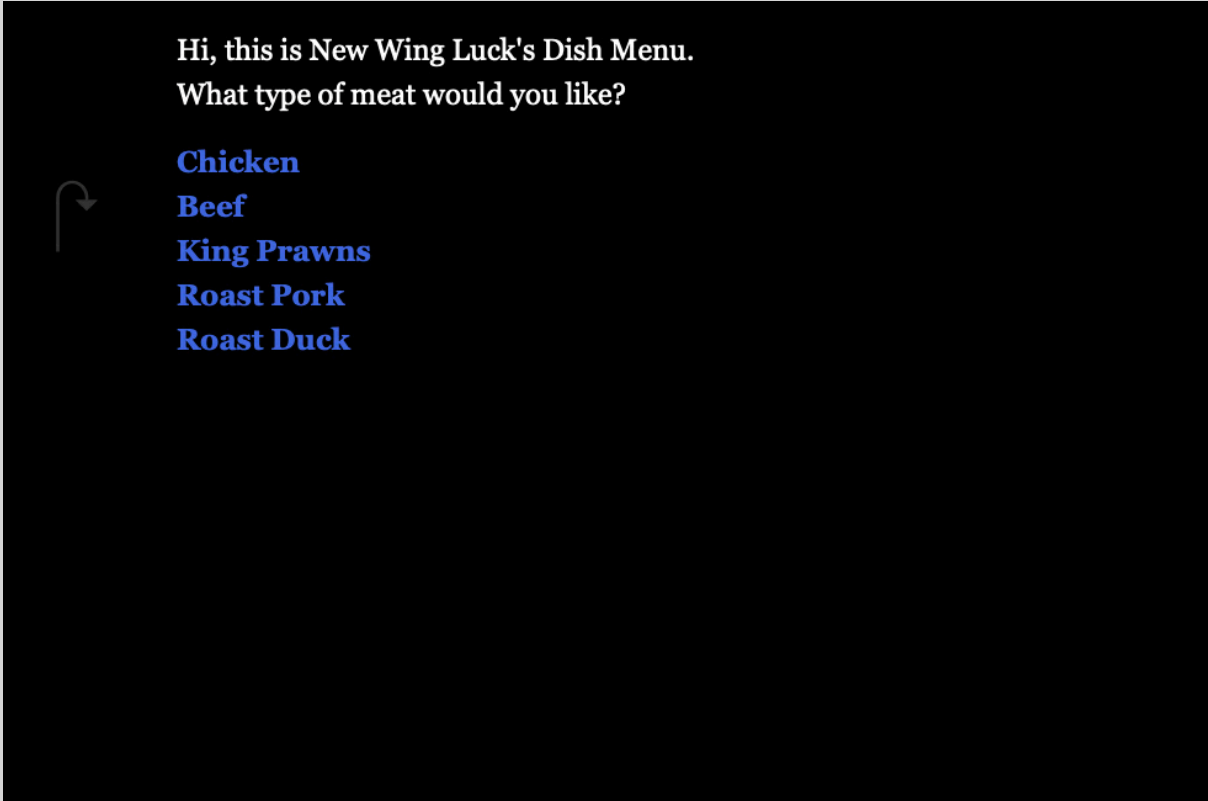 Hi, this is New Wing Luck's Dish Menu.
What type of meat would you like?
Chicken
Beef
King Prawns
Roast Pork
Roast Duck